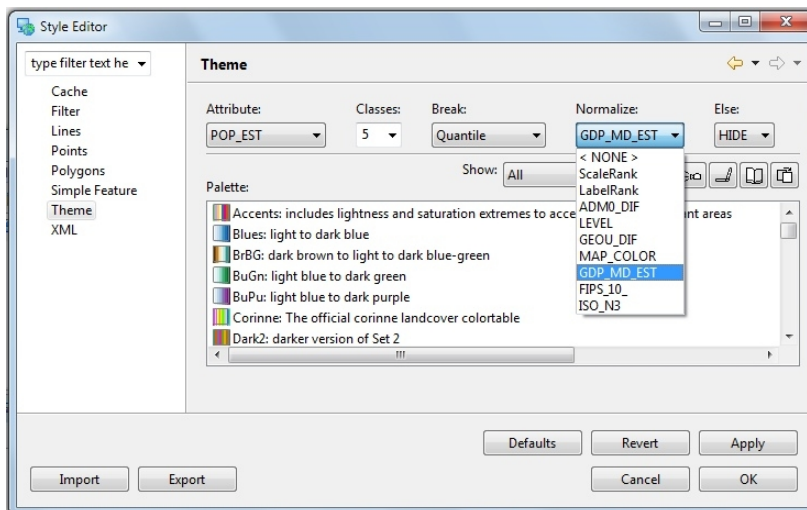 Style Editor
type filter text he
Cache
Filter
Lines
Points
Polygons
Simple Feature
Theme
XML
Theme
Attribute:
Classes:
Break:
Normalize:
Else:
POP_EST
5
Quantile
GDP_MD_EST
HIDE
< NONE >
ScaleRank
LabelRank
ADM0_DIF
LEVEL
GEOU_DIF
MAP_COLOR
GDP_MD_EST
FIPS_10_
ISO_N3
Show:
All
Palette:
Accents: includes lightness and saturation extremes to acce
nt areas
Blues: light to dark blue
BrBG: dark brown to light to dark blue-green
BuGn: light blue to dark green
BuPu: light blue to dark purple
Corinne: The official corinne landcover colortable
Dark2: darker version of Set 2
Defaults
Revert
Apply
Import
Export
Cancel
OK